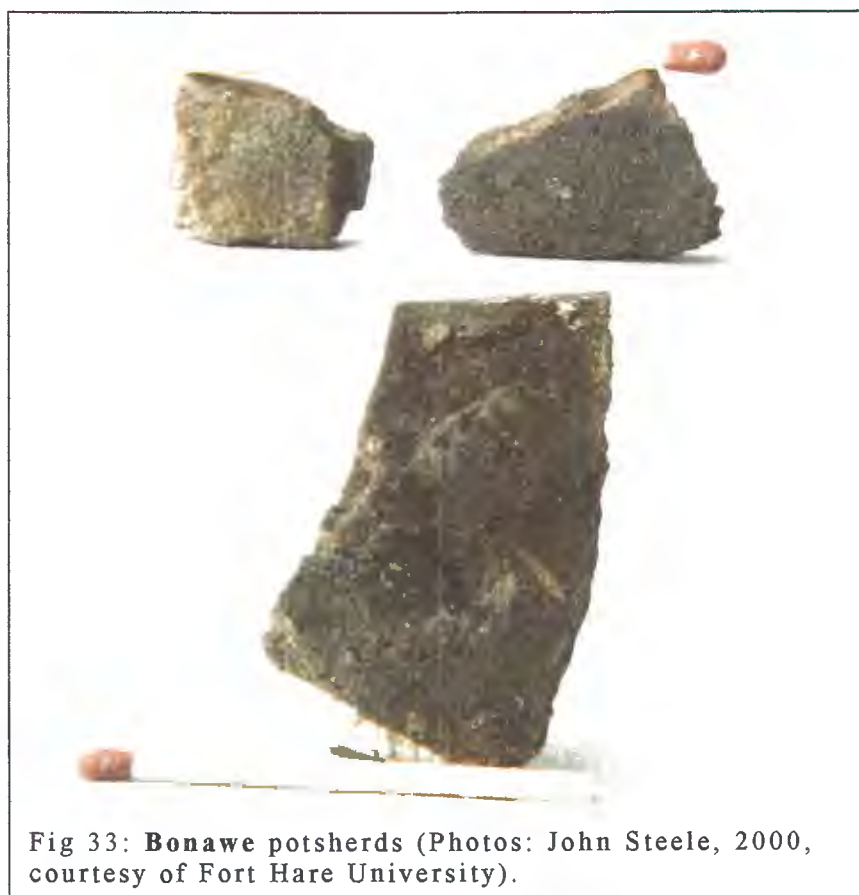 Fig 33: Bonawe potsherds (Photos: John Steele, 2000,
courtesy of Fort Hare University).